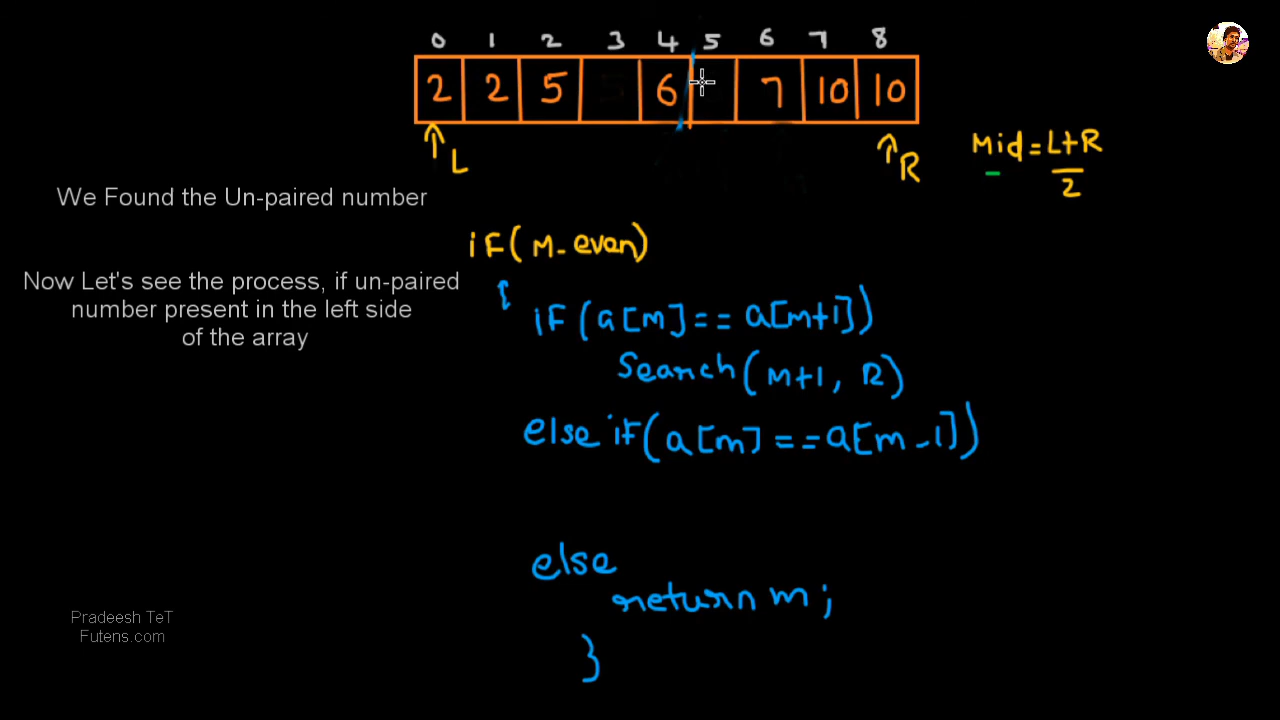 0 1 2 3 4 5 6 7 8
2 2 5 6 7 10 10
L R
Mid = L+R
2
We Found the Un-paired number
iF( M - evan)
Now Let's see the process, if un-paired
number present in the left side
of the array
{
iF (a[m] == a[m+1])
Search (m+1, R)
else iF(a[m] == a[m-1])
else
return m;
}
Pradeesh TeT
Futens.com